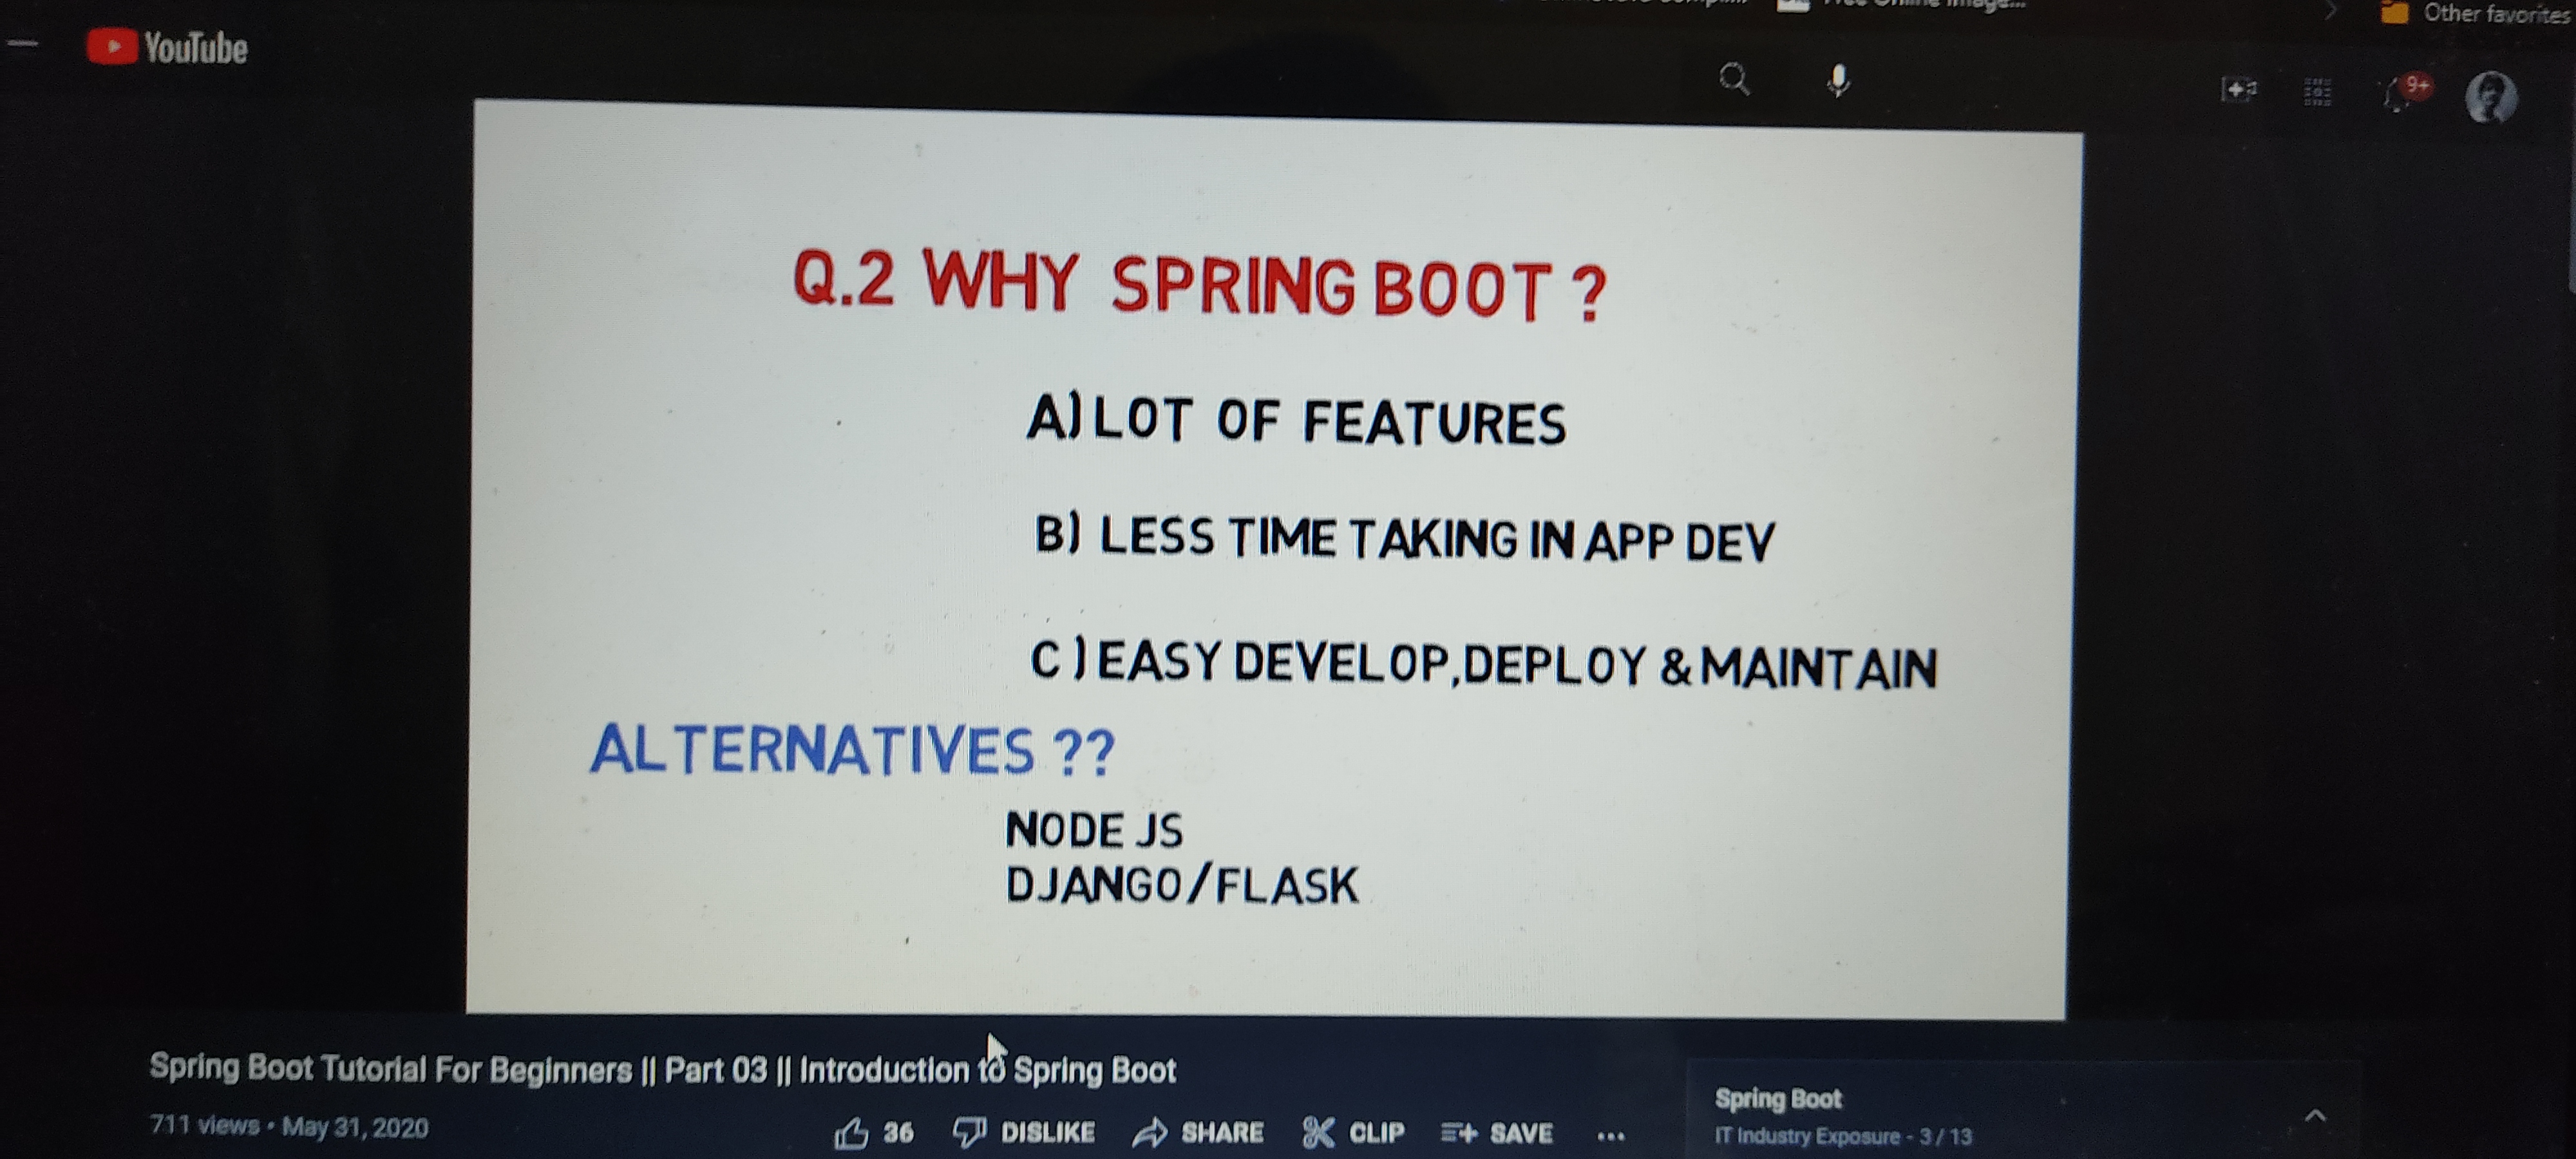 Other favorites
YouTube
9+
Q.2 WHY SPRING BOOT ?
A) LOT OF FEATURES
B) LESS TIME TAKING IN APP DEV
C ) EASY DEVELOP,DEPLOY & MAINTAIN
ALTERNATIVES ??
NODE JS
DJANGO/FLASK
Spring Boot Tutorial For Beginners || Part 03 || Introduction to Spring Boot
711 views • May 31, 2020
36 DISLIKE SHARE CLIP SAVE ...
Spring Boot
IT Industry Exposure - 3 / 13